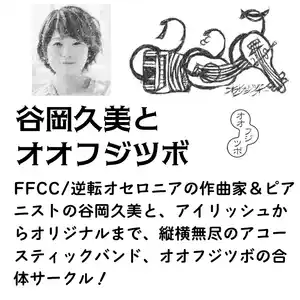 谷岡久美と
オオフジツボ
オオフジツボ
FFCC/逆転オセロニアの作曲家&ピア
ニストの谷岡久美と、アイリッシュか
らオリジナルまで、縦横無尽のアコー
スティックバンド、オオフジツボの合
体サークル!